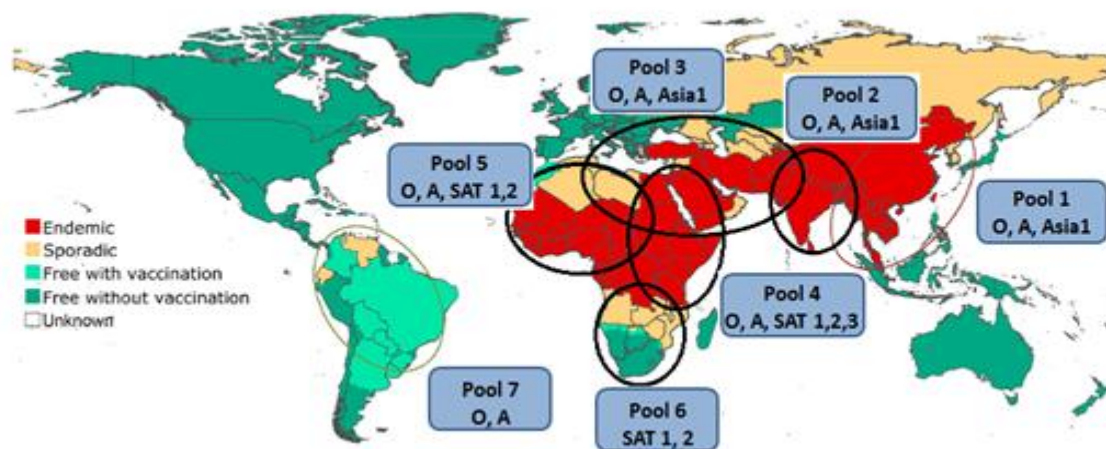 Pool 3
O, A, Asia1
Pool 2
O, A, Asia1
Pool 5
O, A, SAT 1,2
Pool 1
O, A, Asia1
Endemic
Sporadic
Free with vaccination
Free without vaccination
Unknown
Pool 4
O, A, SAT 1,2,3
Pool 7
O, A
Pool 6
SAT 1, 2